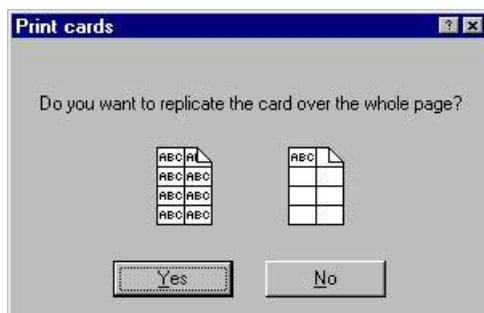 Print cards
Do you want to replicate the card over the whole page?
ABC A
ABC
ABC ABC
ABC ABC
ABC ABC
Yes
No